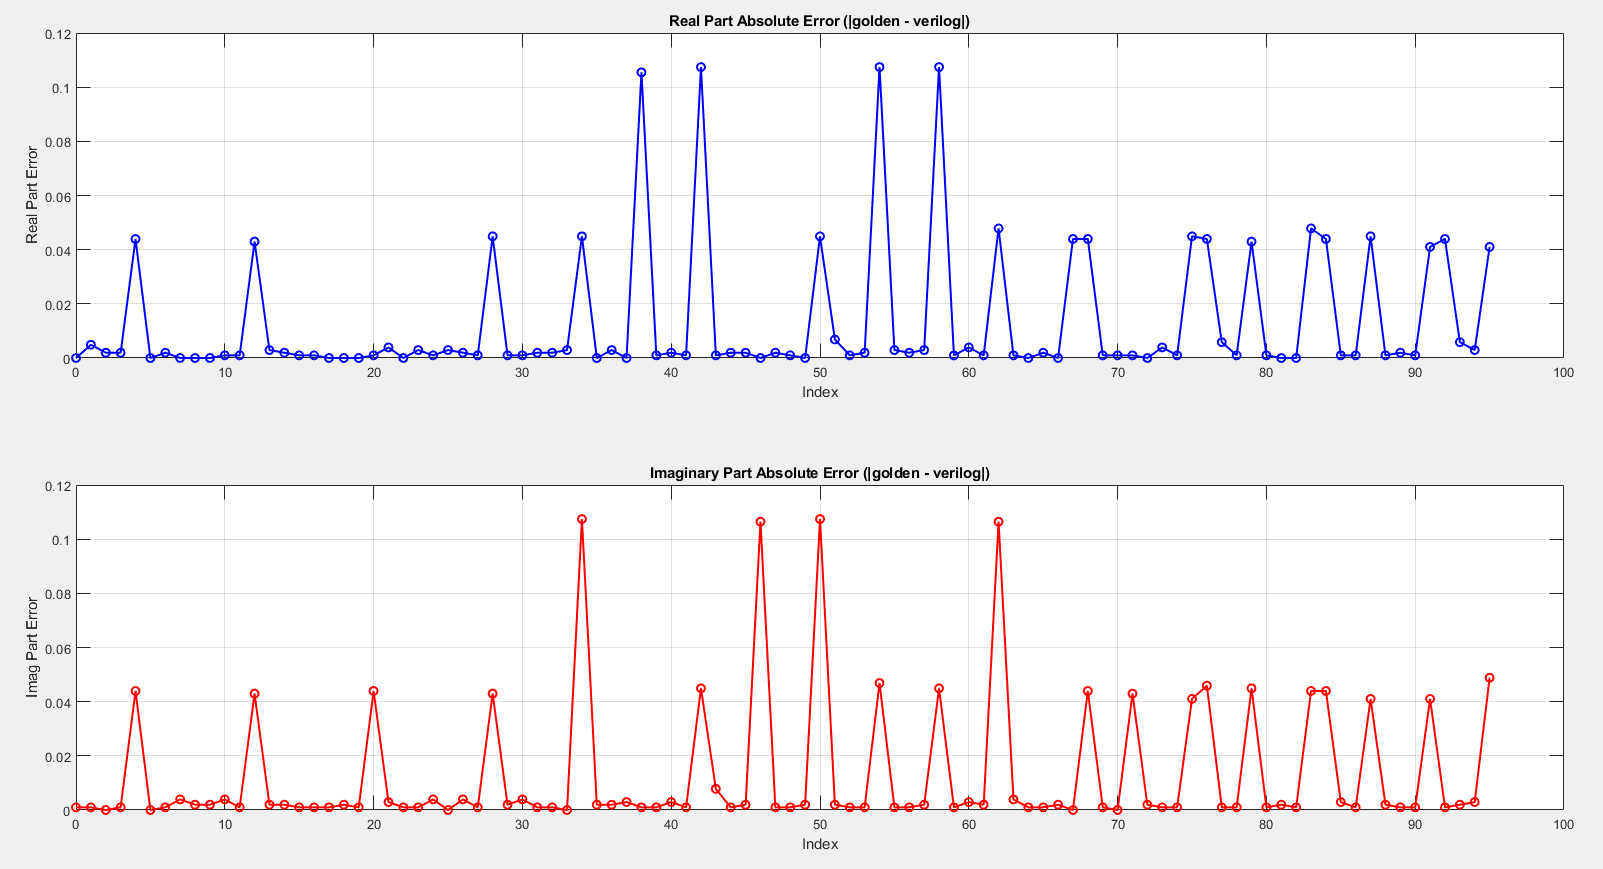 Real Part Absolute Error (|golden - verilog|)
0.12
0.1
0.08
0.06
0.04
0.02
0
Real Part Error
0 10 20 30 40 50 60 70 80 90 100
Index
Imaginary Part Absolute Error (|golden - verilog|)
0.12
0.1
0.08
0.06
0.04
0.02
0
Imag Part Error
0 10 20 30 40 50 60 70 80 90 100
Index